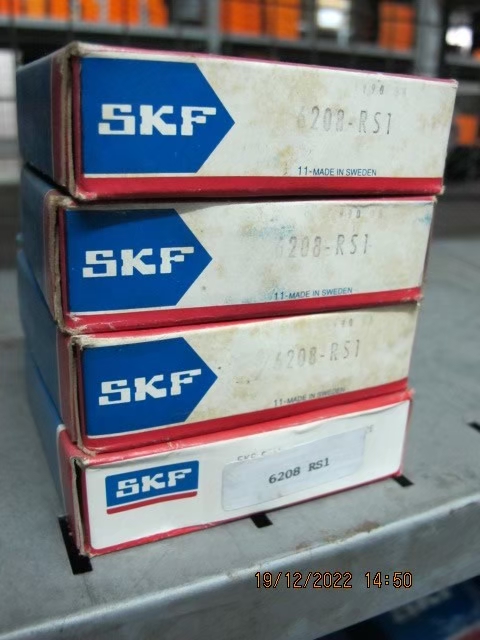 SKF
6208-RS1
11-MADE IN SWEDEN
SKF
6208-RS1
11-MADE IN SWEDEN
SKF
6208-RS1
11-MADE IN SWEDEN
SKF
6208 RS1
19/12/2022 14:50